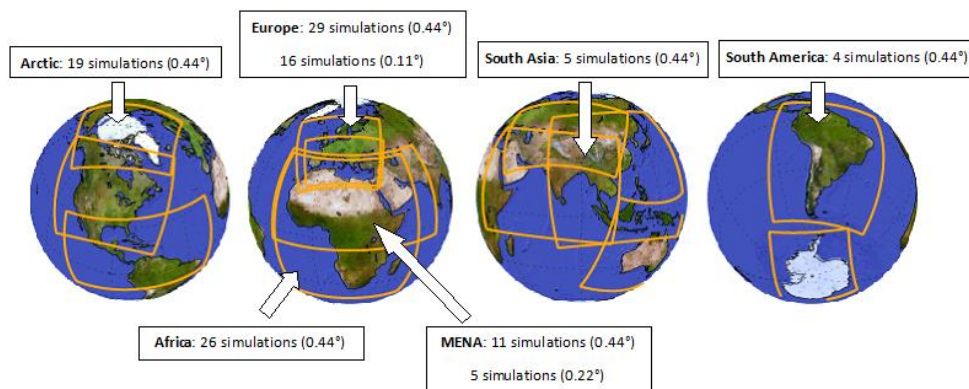 Europe: 29 simulations (0.44°)
16 simulations (0.11°)
Arctic: 19 simulations (0.44°)
South Asia: 5 simulations (0.44°)
South America: 4 simulations (0.44°)
Africa: 26 simulations (0.44°)
MENA: 11 simulations (0.44°)
5 simulations (0.22°)